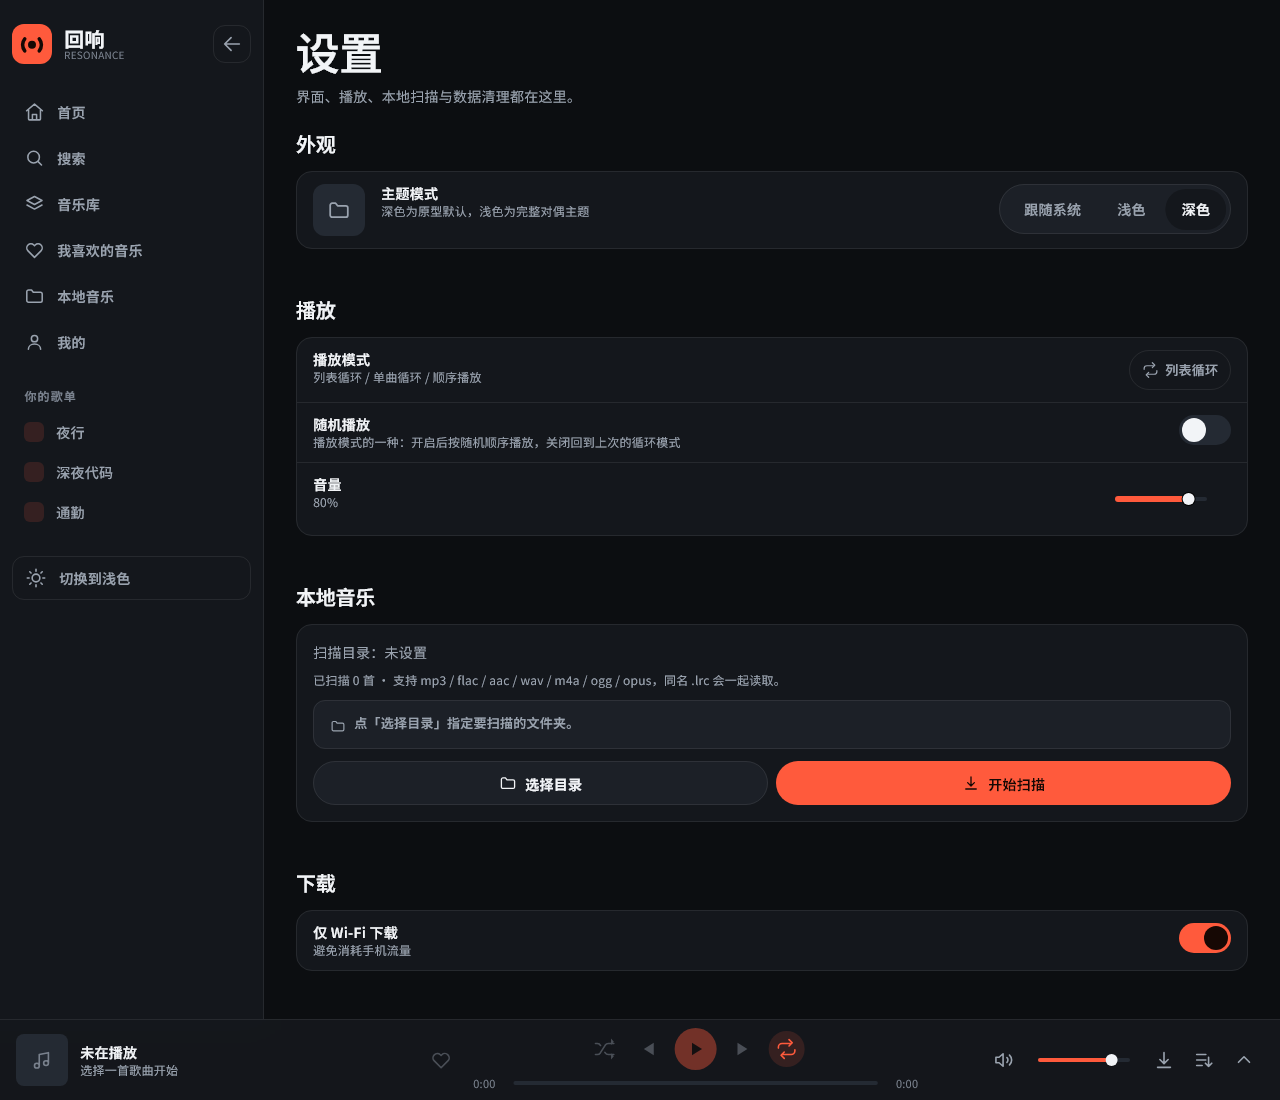 回响
RESONANCE
首页
搜索
音乐库
我喜欢的音乐
本地音乐
我的
你的歌单
夜行
深夜代码
通勤
切换到浅色
设置
界面、播放、本地扫描与数据清理都在这里。
外观
主题模式
深色为原型默认，浅色为完整对偶主题
跟随系统
浅色
深色
播放
播放模式
列表循环 / 单曲循环 / 顺序播放
列表循环
随机播放
播放模式的一种：开启后按随机顺序播放，关闭回到上次的循环模式
音量
80%
本地音乐
扫描目录：未设置
已扫描 0 首 · 支持 mp3 / flac / aac / wav / m4a / ogg / opus，同名 .lrc 会一起读取。
点「选择目录」指定要扫描的文件夹。
选择目录
开始扫描
下载
仅 Wi-Fi 下载
避免消耗手机流量
未在播放
选择一首歌曲开始
0:00
0:00